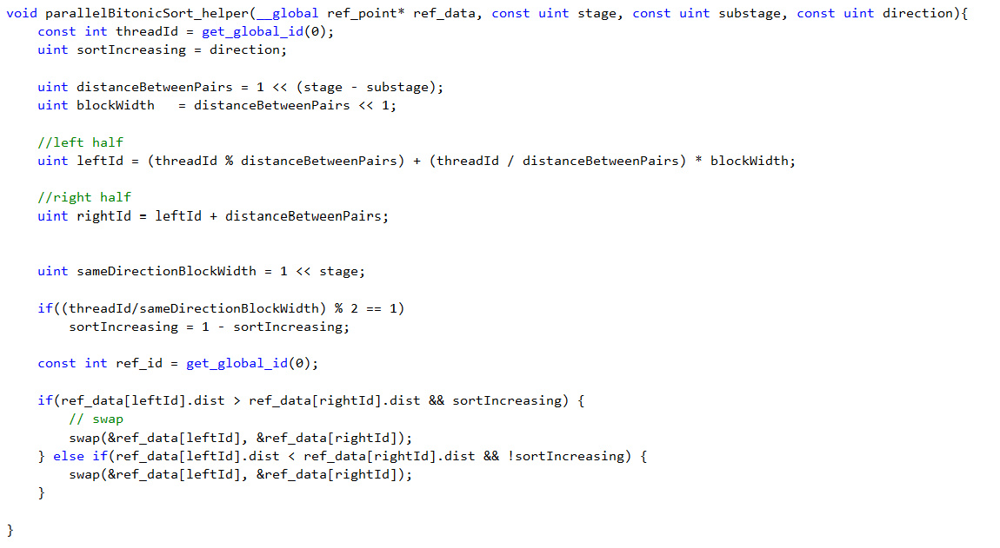 void parallelBitonicSort_helper(__global ref_point* ref_data, const uint stage, const uint substage, const uint direction){
    const int threadId = get_global_id(0);
    uint sortIncreasing = direction;

    uint distanceBetweenPairs = 1 << (stage - substage);
    uint blockWidth   = distanceBetweenPairs << 1;

    //left half
    uint leftId = (threadId % distanceBetweenPairs) + (threadId / distanceBetweenPairs) * blockWidth;

    //right half
    uint rightId = leftId + distanceBetweenPairs;


    uint sameDirectionBlockWidth = 1 << stage;

    if((threadId/sameDirectionBlockWidth) % 2 == 1)
        sortIncreasing = 1 - sortIncreasing;

    const int ref_id = get_global_id(0);

    if(ref_data[leftId].dist > ref_data[rightId].dist && sortIncreasing) {
        // swap
        swap(&ref_data[leftId], &ref_data[rightId]);
    } else if(ref_data[leftId].dist < ref_data[rightId].dist && !sortIncreasing) {
        swap(&ref_data[leftId], &ref_data[rightId]);
    }

}